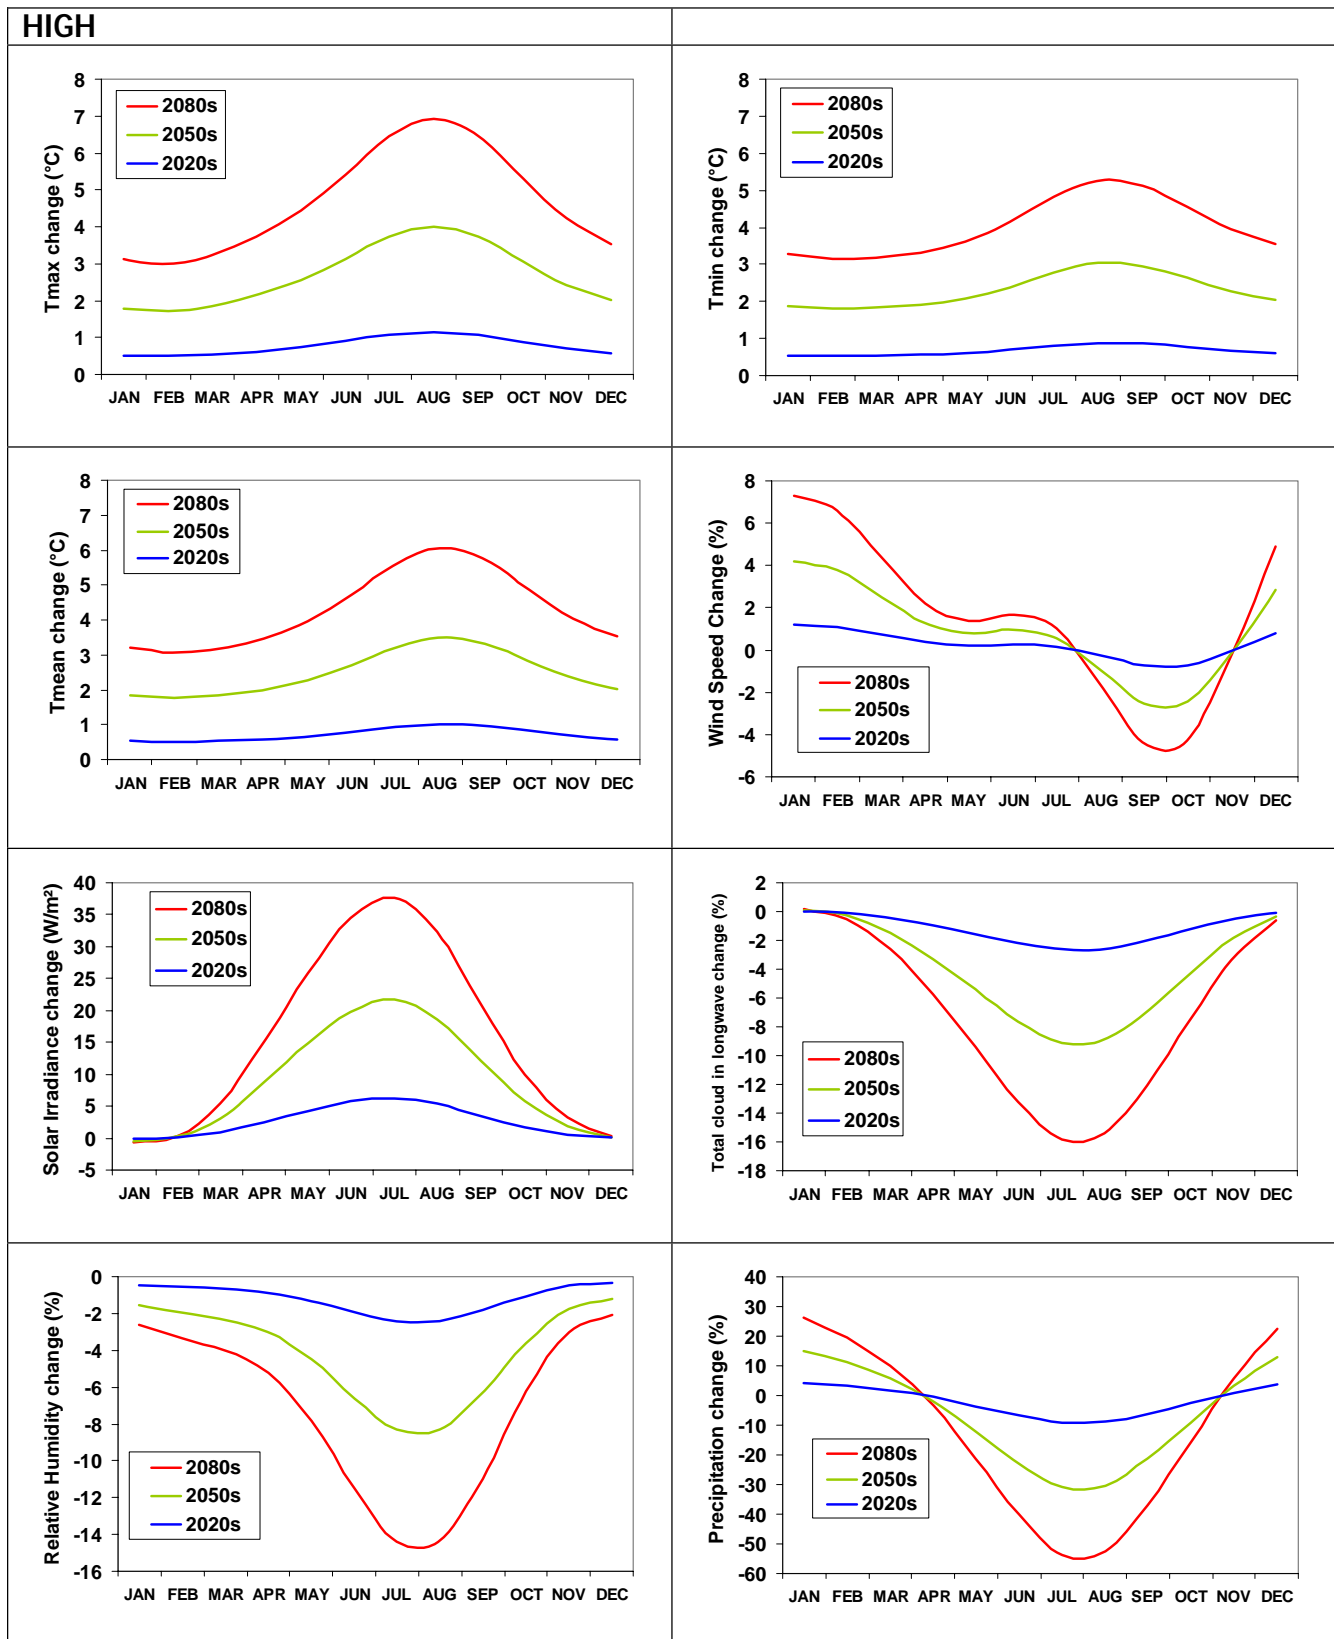 HIGH
Tmax change (°C)
8
7
6
5
4
3
2
1
0
2080s
2050s
2020s
JAN FEB MAR APR MAY JUN JUL AUG SEP OCT NOV DEC
Tmin change (°C)
8
7
6
5
4
3
2
1
0
2080s
2050s
2020s
JAN FEB MAR APR MAY JUN JUL AUG SEP OCT NOV DEC
Tmean change (°C)
8
7
6
5
4
3
2
1
0
2080s
2050s
2020s
JAN FEB MAR APR MAY JUN JUL AUG SEP OCT NOV DEC
Wind Speed Change (%)
8
6
4
2
0
-2
-4
-6
2080s
2050s
2020s
JAN FEB MAR APR MAY JUN JUL AUG SEP OCT NOV DEC
Solar Irradiance change (W/m²)
40
35
30
25
20
15
10
5
0
-5
2080s
2050s
2020s
JAN FEB MAR APR MAY JUN JUL AUG SEP OCT NOV DEC
Total cloud in longwave change (%)
2
0
-2
-4
-6
-8
-10
-12
-14
-16
-18
2080s
2050s
2020s
JAN FEB MAR APR MAY JUN JUL AUG SEP OCT NOV DEC
Relative Humidity change (%)
0
-2
-4
-6
-8
-10
-12
-14
-16
2080s
2050s
2020s
JAN FEB MAR APR MAY JUN JUL AUG SEP OCT NOV DEC
Precipitation change (%)
40
30
20
10
0
-10
-20
-30
-40
-50
-60
2080s
2050s
2020s
JAN FEB MAR APR MAY JUN JUL AUG SEP OCT NOV DEC